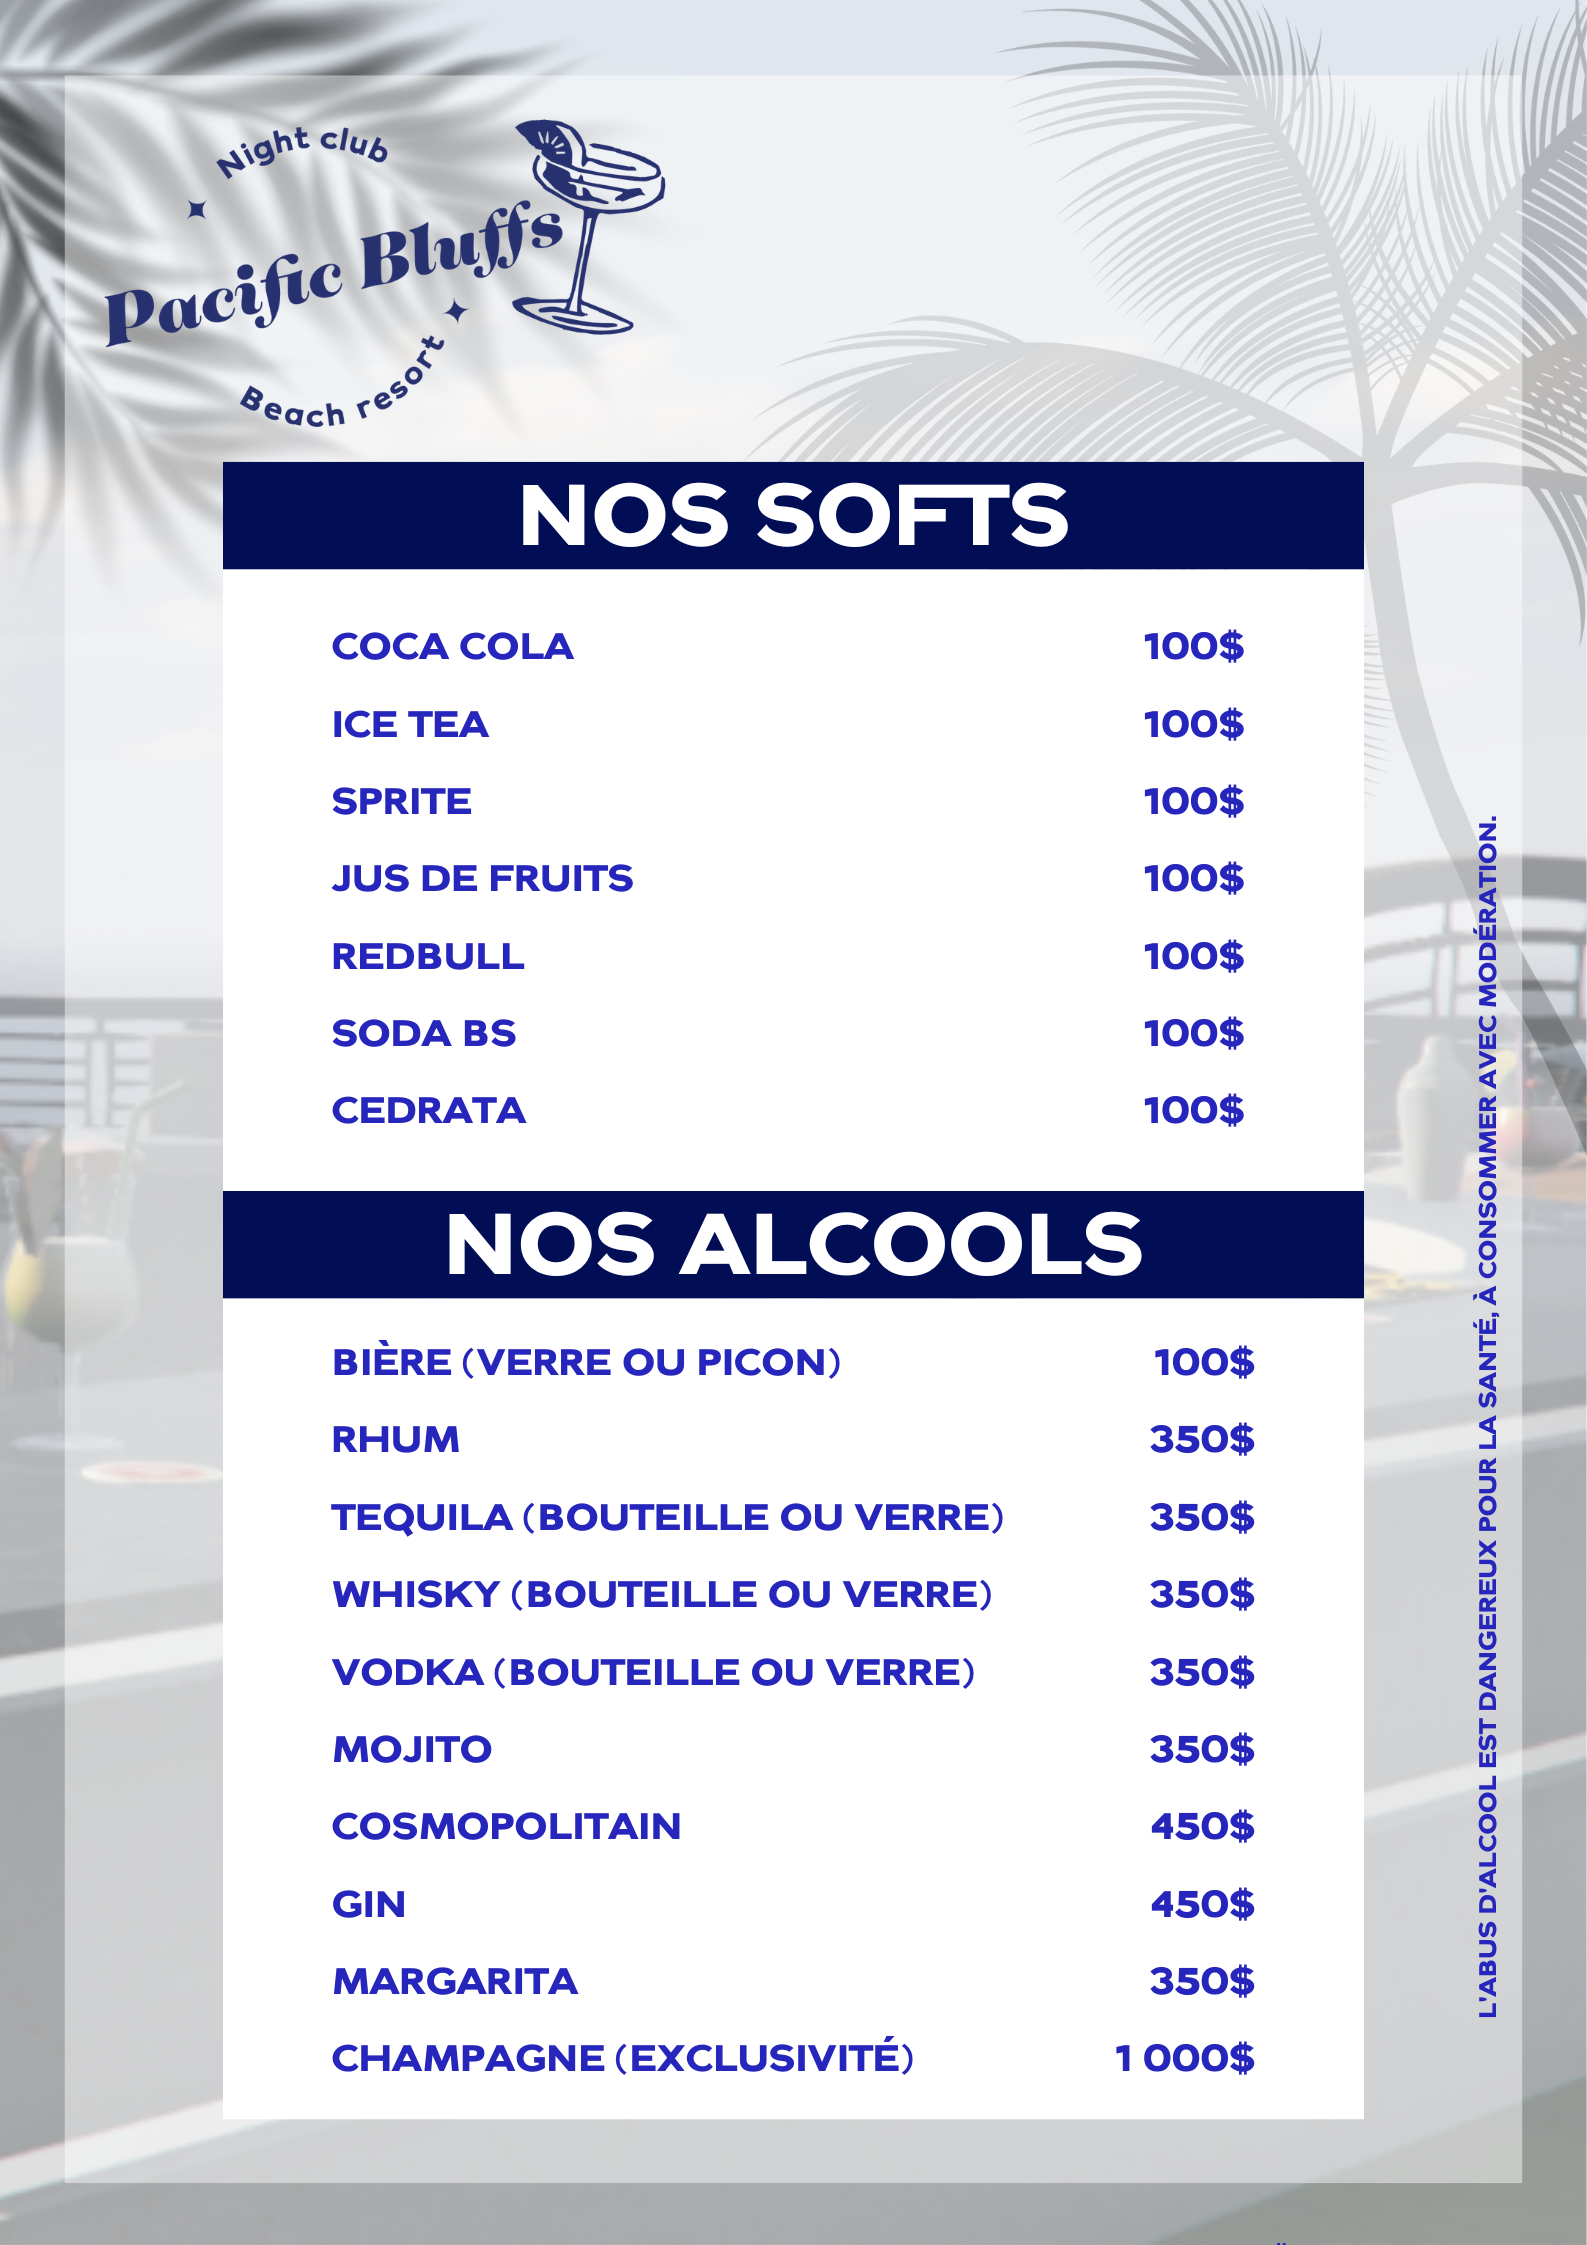 Night club
Pacific Bluffs
Beach resort
NOS SOFTS
COCA COLA 100$
ICE TEA 100$
SPRITE 100$
JUS DE FRUITS 100$
REDBULL 100$
SODA BS 100$
CEDRATA 100$
NOS ALCOOLS
BIÈRE (VERRE OU PICON) 100$
RHUM 350$
TEQUILA (BOUTEILLE OU VERRE) 350$
WHISKY (BOUTEILLE OU VERRE) 350$
VODKA (BOUTEILLE OU VERRE) 350$
MOJITO 350$
COSMOPOLITAIN 450$
GIN 450$
MARGARITA 350$
CHAMPAGNE (EXCLUSIVITÉ) 1 000$
L'ABUS D'ALCOOL EST DANGEREUX POUR LA SANTÉ, À CONSOMMER AVEC MODÉRATION.